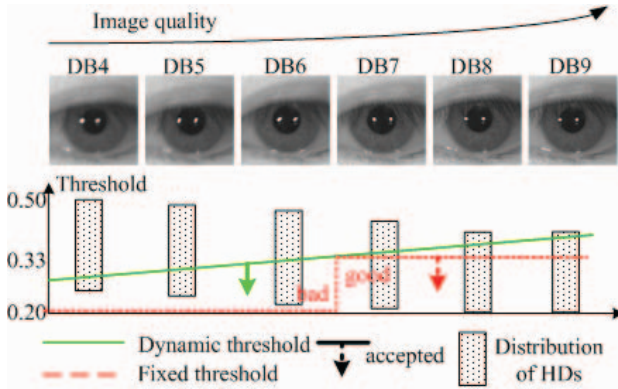 Image quality
DB4 DB5 DB6 DB7 DB8 DB9
Threshold
0.50
0.33
0.20
bad good
Dynamic threshold
Fixed threshold
accepted
Distribution
of HDs